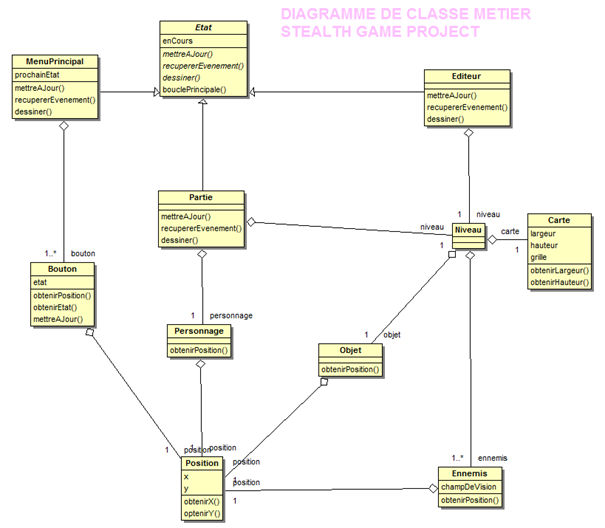 DIAGRAMME DE CLASSE METIER
STEALTH GAME PROJECT
Etat
enCours
mettreAJour()
recupererEvenement()
dessiner()
bouclePrincipale()
MenuPrincipal
prochainEtat
mettreAJour()
recupererEvenement()
dessiner()
Editeur
mettreAJour()
recupererEvenement()
dessiner()
Partie
mettreAJour()
recupererEvenement()
dessiner()
niveau
1
niveau
Niveau
1
carte
1
Carte
largeur
hauteur
grille
obtenirLargeur()
obtenirHauteur()
1..*
bouton
Bouton
etat
obtenirPosition()
obtenirEtat()
mettreAJour()
1
personnage
Personnage
obtenirPosition()
1
objet
Objet
obtenirPosition()
1
position
1..
position
position
1
position
1
Position
x
y
obtenirX()
optenirY()
1..*
ennemis
Ennemis
champDeVision
obtenirPosition()